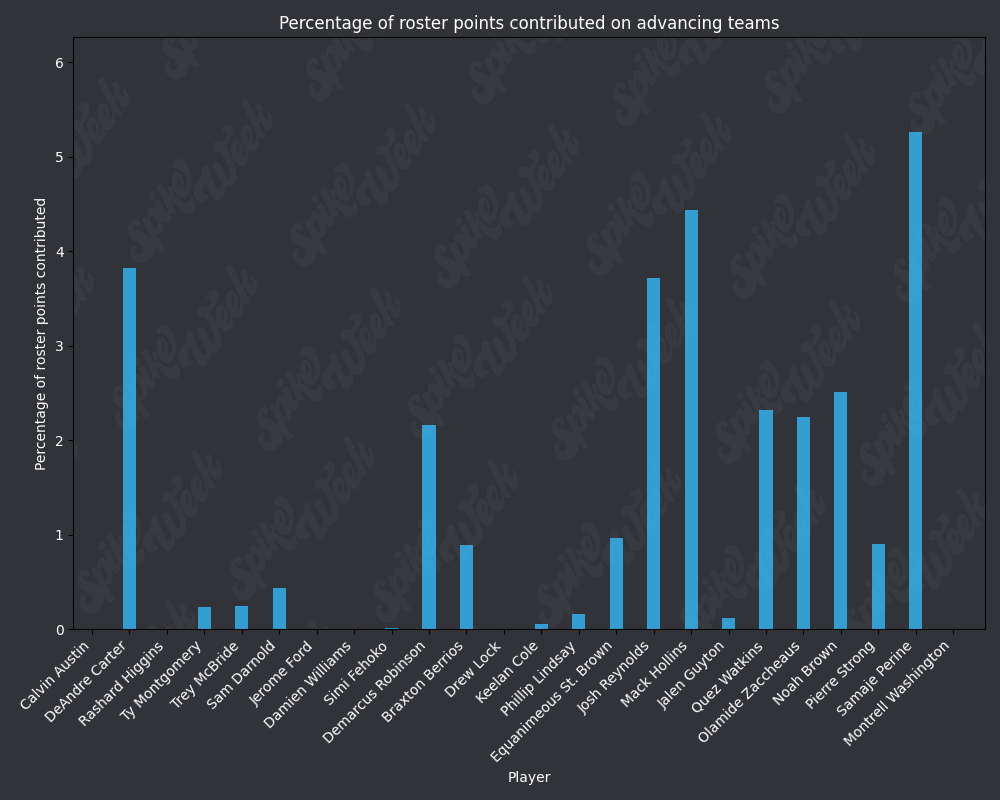 Percentage of roster points contributed on advancing teams
Percentage of roster points contributed
6
5
4
3
2
1
0
Calvin Austin
DeAndre Carter
Rashard Higgins
Ty Montgomery
Trey McBride
Sam Darnold
Jerome Ford
Damien Williams
Simi Fehoko
Demarcus Robinson
Braxton Berrios
Drew Lock
Keelan Cole
Phillip Lindsay
Equanimeous St. Brown
Josh Reynolds
Mack Hollins
Jalen Guyton
Quez Watkins
Olamide Zaccheaus
Noah Brown
Pierre Strong
Samaje Perine
Montrell Washington
Player
Spike Week